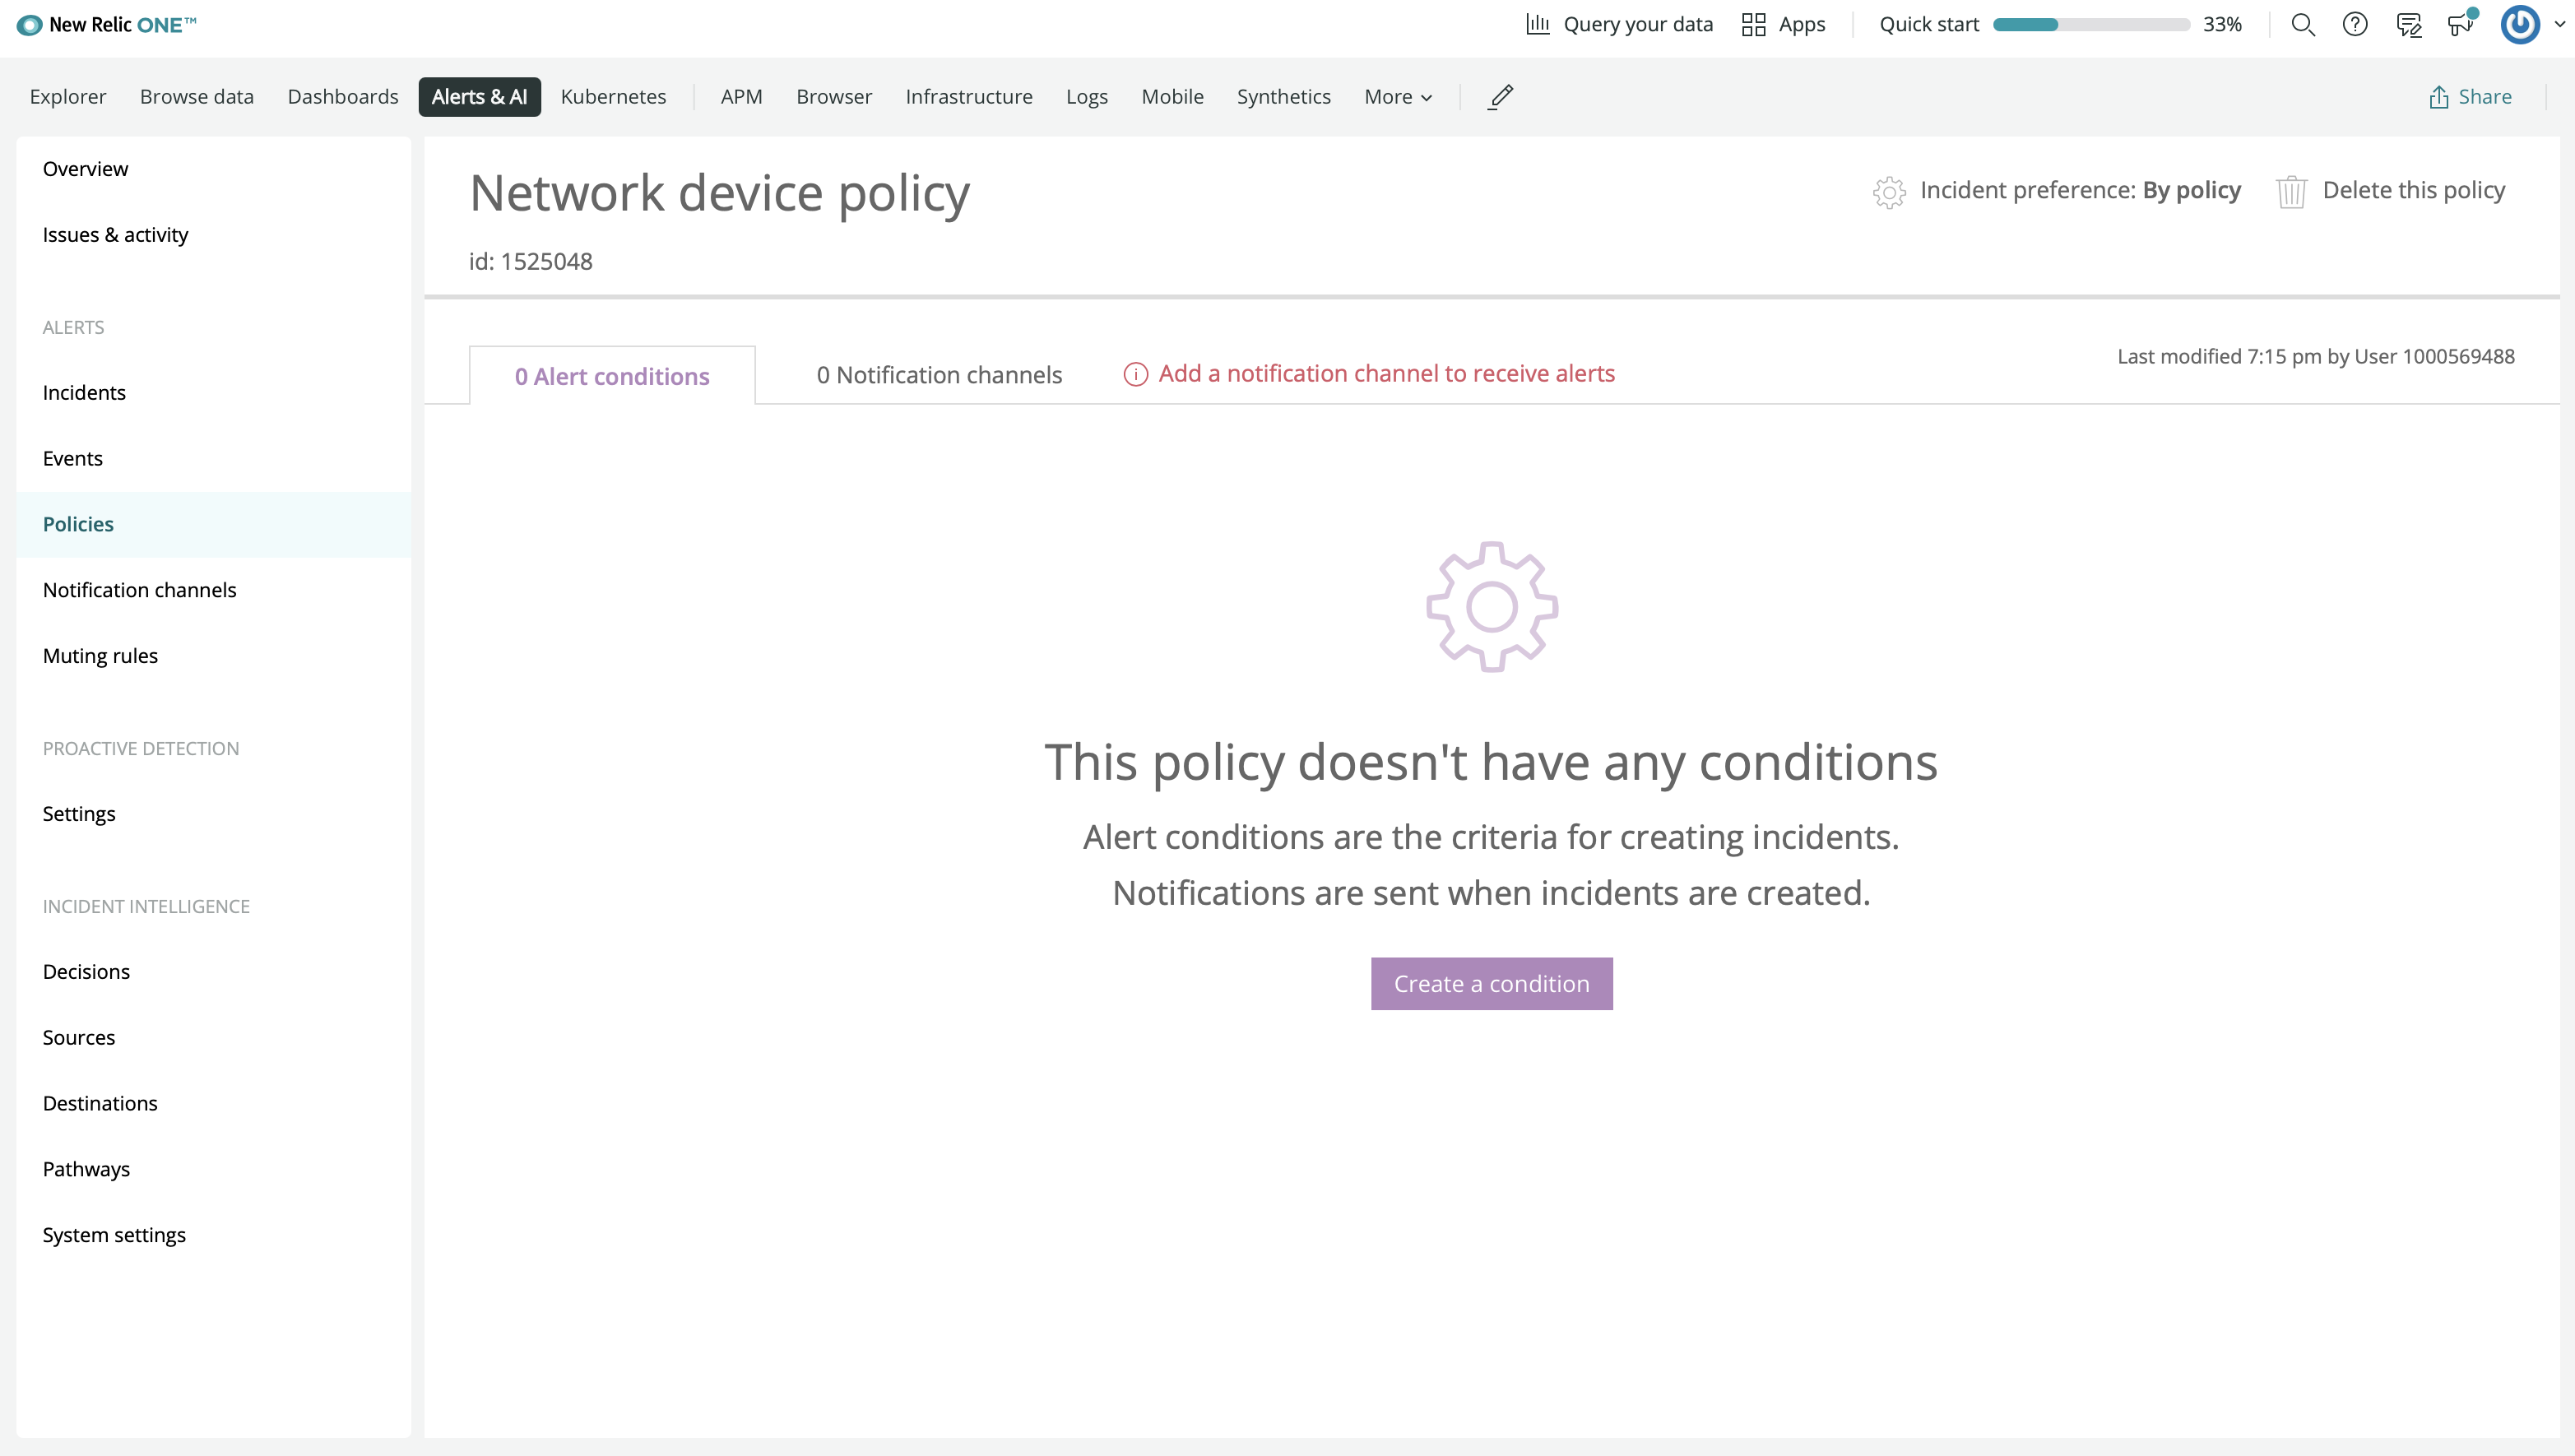 New Relic ONE™
Query your data
Apps
Quick start
33%
Explorer
Browse data
Dashboards
Alerts & AI
Kubernetes
APM
Browser
Infrastructure
Logs
Mobile
Synthetics
More
Share
Overview
Issues & activity
ALERTS
Incidents
Events
Policies
Notification channels
Muting rules
PROACTIVE DETECTION
Settings
INCIDENT INTELLIGENCE
Decisions
Sources
Destinations
Pathways
System settings
Network device policy
id: 1525048
Incident preference: By policy
Delete this policy
0 Alert conditions
0 Notification channels
Add a notification channel to receive alerts
Last modified 7:15 pm by User 1000569488
This policy doesn't have any conditions
Alert conditions are the criteria for creating incidents.
Notifications are sent when incidents are created.
Create a condition